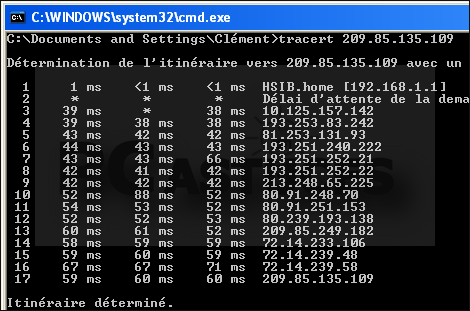 C:\WINDOWS\system32\cmd.exe
C:\Documents and Settings\Clément>tracert 209.85.135.109
Détermination de l'itinéraire vers 209.85.135.109 avec un
1 1 ms <1 ms <1 ms HSIB.home [192.168.1.1]
2 * * * Délai d'attente de la dema
3 39 ms * 38 ms 10.125.157.142
4 39 ms 38 ms 38 ms 193.253.83.242
5 43 ms 42 ms 42 ms 81.253.131.93
6 44 ms 43 ms 43 ms 193.251.240.222
7 43 ms 43 ms 66 ms 193.251.252.21
8 42 ms 41 ms 42 ms 193.251.252.22
9 42 ms 42 ms 42 ms 213.248.65.225
10 52 ms 88 ms 52 ms 80.91.248.70
11 54 ms 53 ms 52 ms 80.91.251.153
12 52 ms 52 ms 53 ms 80.239.193.138
13 60 ms 61 ms 52 ms 209.85.249.182
14 58 ms 59 ms 59 ms 72.14.233.106
15 59 ms 60 ms 59 ms 72.14.239.48
16 67 ms 67 ms 71 ms 72.14.239.58
17 59 ms 60 ms 60 ms 209.85.135.109
Itinéraire déterminé.